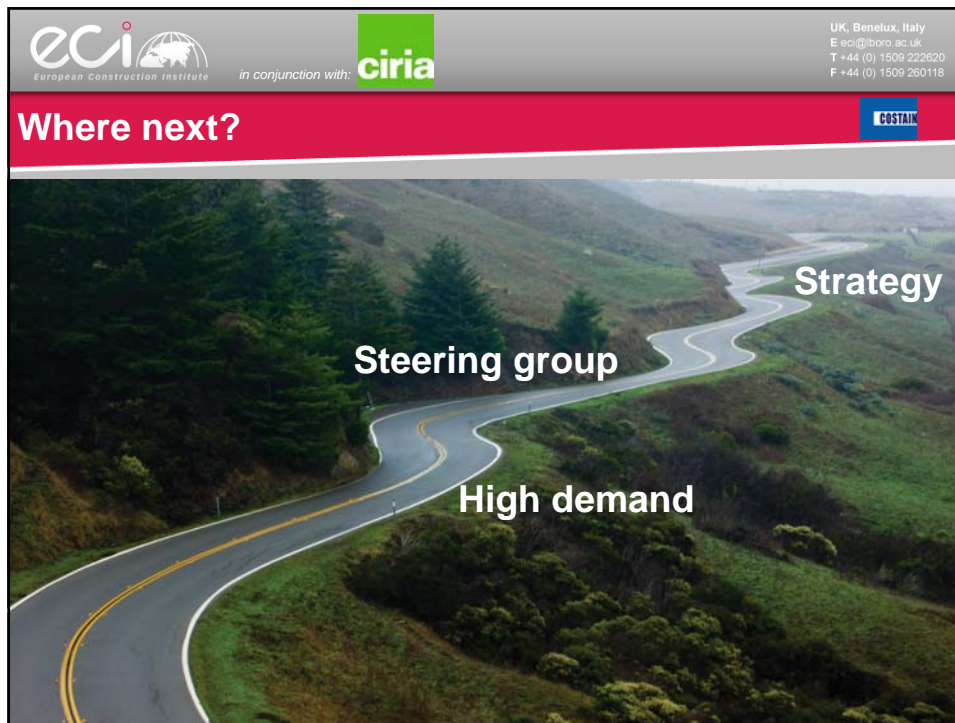 eci
European Construction Institute
in conjunction with:
ciria
UK, Benelux, Italy
E eci@lboro.ac.uk
T +44 (0) 1509 222620
F +44 (0) 1509 260118
Where next?
COSTAIN
Strategy
Steering group
High demand